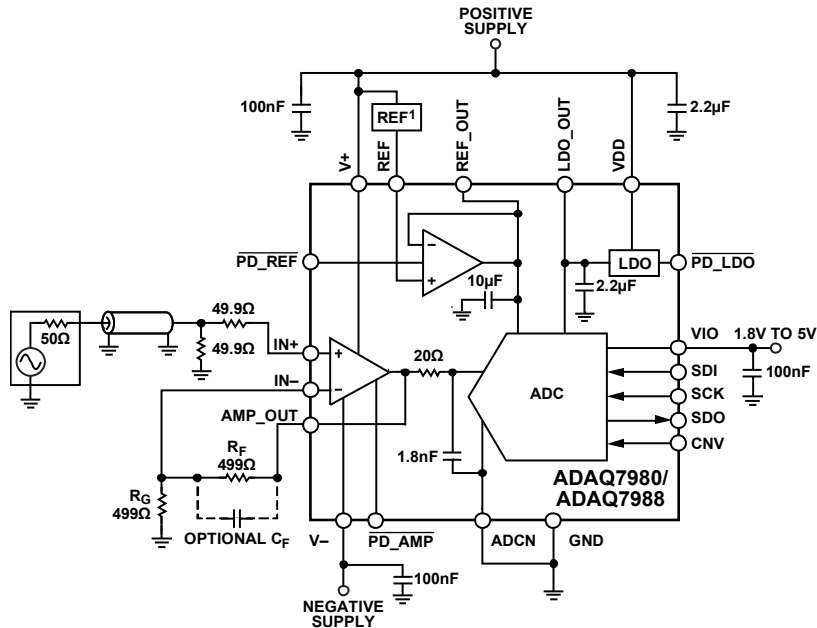 POSITIVE
SUPPLY
100nF
REF¹
2.2µF
V+
REF
REF_OUT
LDO_OUT
VDD
PD_REF
10µF
LDO
PD_LDO
2.2µF
50Ω
49.9Ω
49.9Ω
IN+
IN–
AMP_OUT
20Ω
ADC
VIO
1.8V TO 5V
100nF
SDI
SCK
SDO
CNV
1.8nF
RF
499Ω
RG
499Ω
OPTIONAL CF
ADAQ7980/
ADAQ7988
V–
PD_AMP
ADCN
GND
100nF
NEGATIVE
SUPPLY